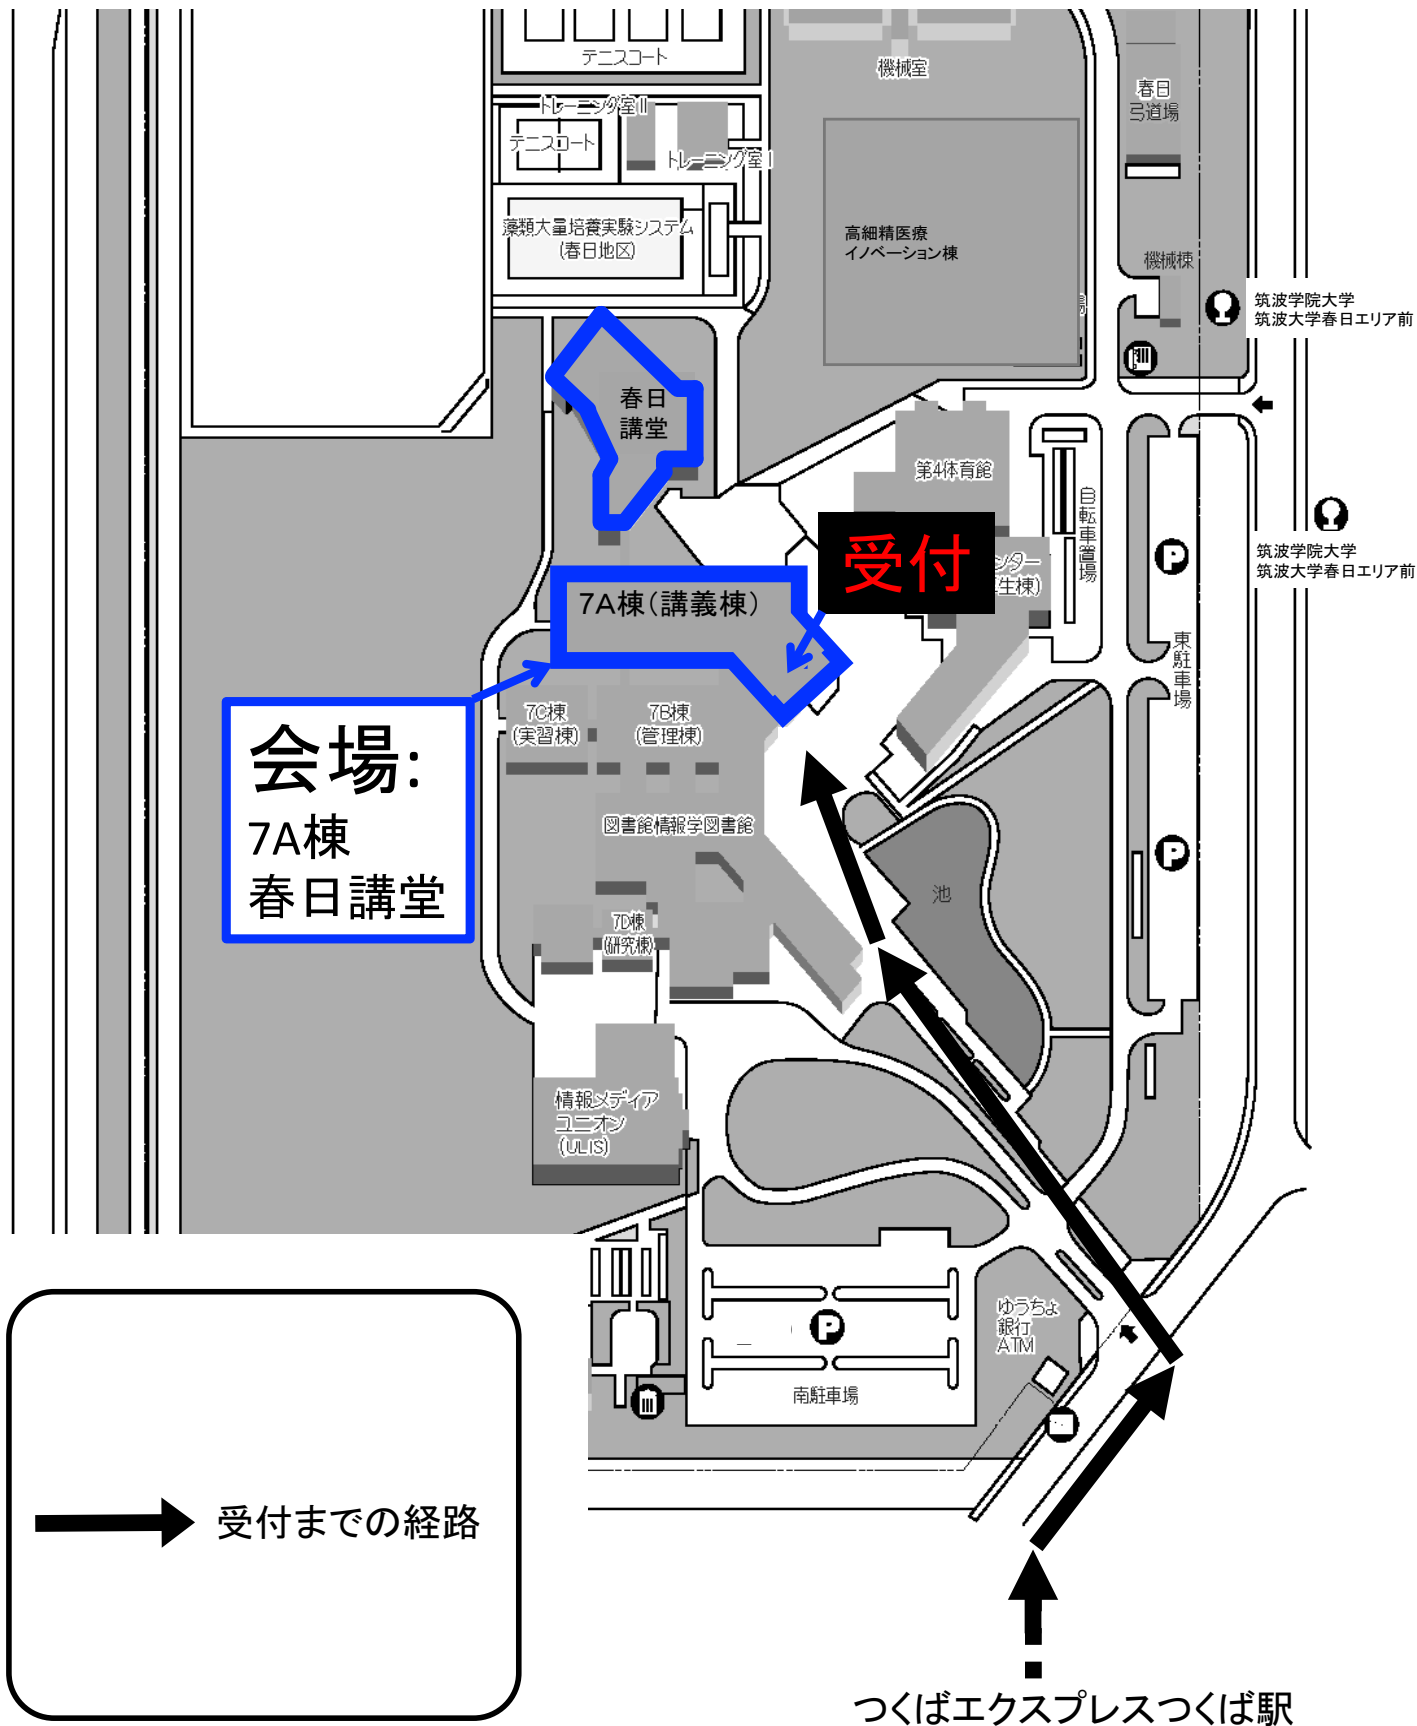 テニスコート
機械室
春日
弓道場
トレーニング室Ⅱ
テニスコート
トレーニング室Ⅰ
藻類大量培養実験システム
(春日地区)
高細精医療
イノベーション棟
機械棟
筑波学院大学
筑波大学春日エリア前
春日
講堂
第4体育館
自転車置場
受付
ンター
生棟)
P
筑波学院大学
筑波大学春日エリア前
7A棟(講義棟)
東駐車場
会場:
7A棟
春日講堂
7C棟
(実習棟)
7B棟
(管理棟)
図書館情報学図書館
P
池
7D棟
(研究棟)
情報メディア
ユニオン
(ULIS)
ゆうちょ
銀行
ATM
P
南駐車場
受付までの経路
つくばエクスプレスつくば駅